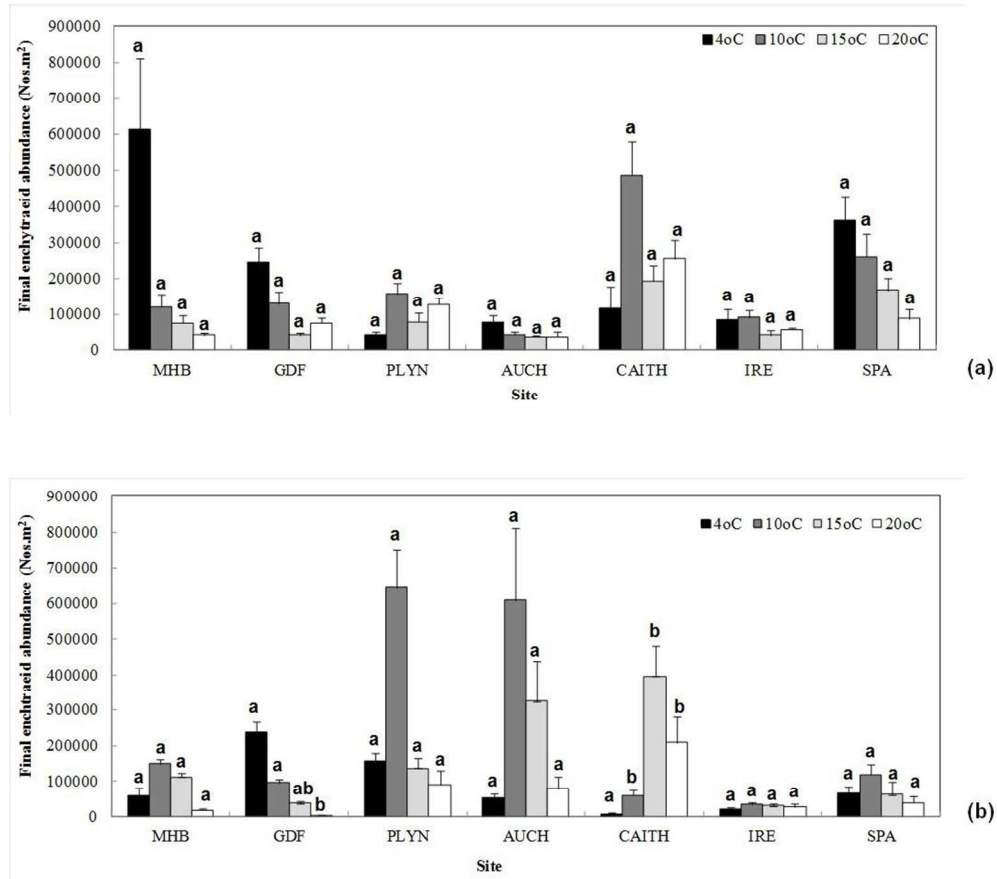 Final enchytraeid abundance (Nos.m²)
900000
800000
700000
600000
500000
400000
300000
200000
100000
0
4oC 10oC 15oC 20oC
a a a a
a a a a
a a a a
a a a a
a a a a
a a a a
a a a a
MHB GDF PLYN AUCH CAITH IRE SPA
Site
(a)
Final enchtraeid abundance (Nos.m²)
900000
800000
700000
600000
500000
400000
300000
200000
100000
0
4oC 10oC 15oC 20oC
a a a a
a a ab b
a a a a
a a a a
a b b b
a a a a
a a a a
MHB GDF PLYN AUCH CAITH IRE SPA
Site
(b)